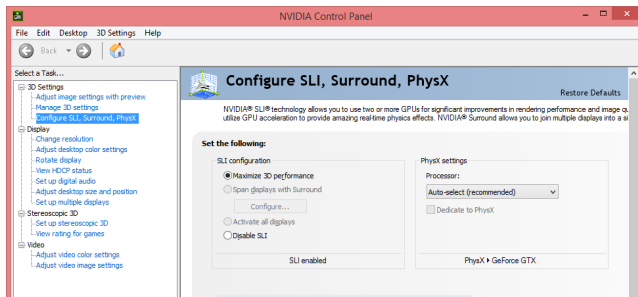 NVIDIA Control Panel
File Edit Desktop 3D Settings Help
Back
Select a Task...
3D Settings
Adjust image settings with preview
Manage 3D settings
Configure SLI, Surround, PhysX
Display
Change resolution
Adjust desktop color settings
Rotate display
View HDCP status
Set up digital audio
Adjust desktop size and position
Set up multiple displays
Stereoscopic 3D
Set up stereoscopic 3D
View rating for games
Video
Adjust video color settings
Adjust video image settings
Configure SLI, Surround, PhysX
Restore Defaults
NVIDIA® SLI® technology allows you to use two or more GPUs for significant improvements in rendering performance and image qu
utilize GPU acceleration to provide amazing real-time physics effects. NVIDIA® Surround allows you to join multiple displays into a si
Set the following:
SLI configuration
Maximize 3D performance
Span displays with Surround
Configure...
Activate all displays
Disable SLI
SLI enabled
PhysX settings
Processor:
Auto-select (recommended)
Dedicate to PhysX
PhysX ▸ GeForce GTX